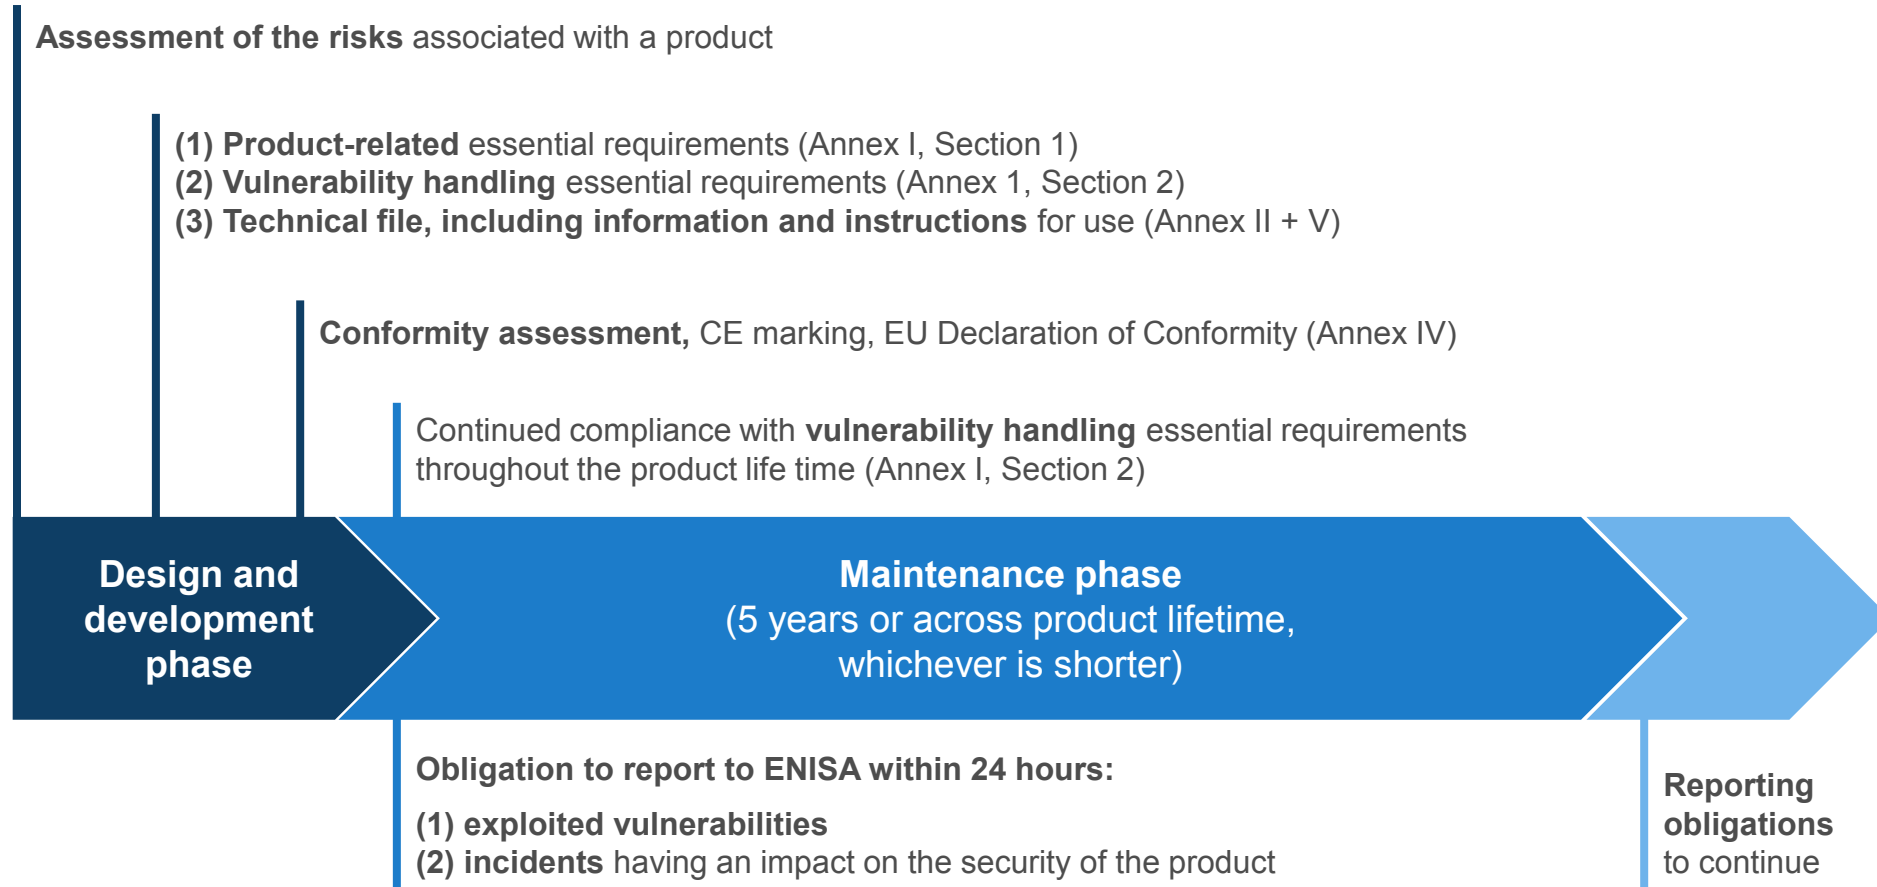 Assessment of the risks associated with a product
(1) Product-related essential requirements (Annex I, Section 1)
(2) Vulnerability handling essential requirements (Annex 1, Section 2)
(3) Technical file, including information and instructions for use (Annex II + V)
Conformity assessment, CE marking, EU Declaration of Conformity (Annex IV)
Continued compliance with vulnerability handling essential requirements
throughout the product life time (Annex I, Section 2)
Design and
development
phase
Maintenance phase
(5 years or across product lifetime,
whichever is shorter)
Obligation to report to ENISA within 24 hours:
(1) exploited vulnerabilities
(2) incidents having an impact on the security of the product
Reporting
obligations
to continue